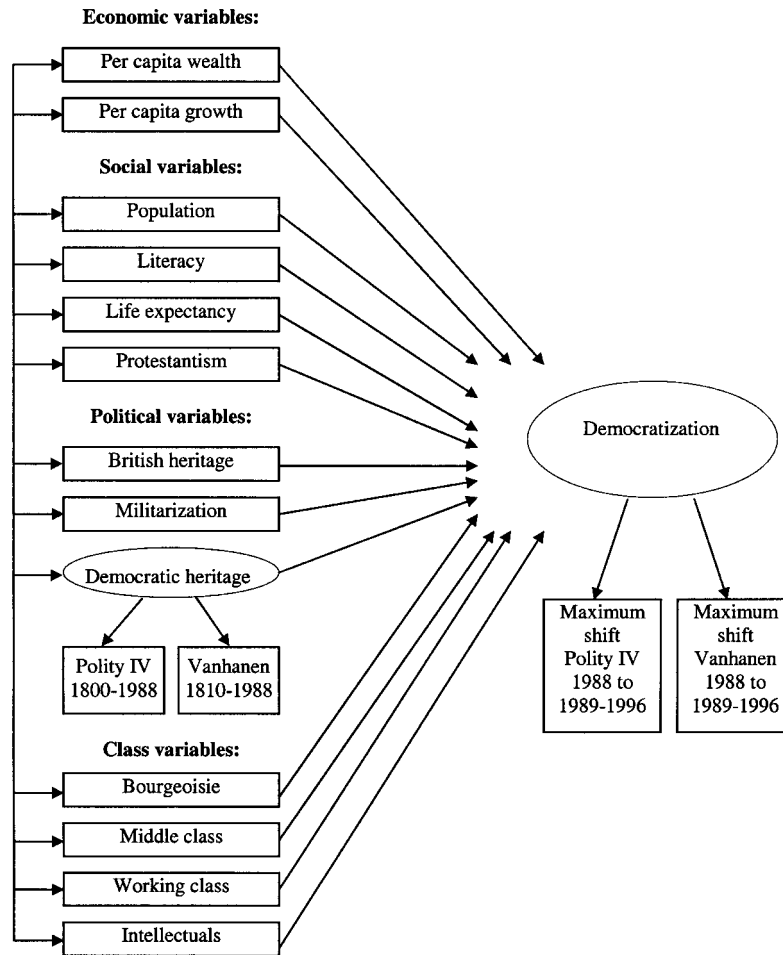 Economic variables:
Per capita wealth
Per capita growth
Social variables:
Population
Literacy
Life expectancy
Protestantism
Political variables:
British heritage
Militarization
Democratic heritage
Polity IV
1800-1988
Vanhanen
1810-1988
Class variables:
Bourgeoisie
Middle class
Working class
Intellectuals
Democratization
Maximum
shift
Polity IV
1988 to
1989-1996
Maximum
shift
Vanhanen
1988 to
1989-1996